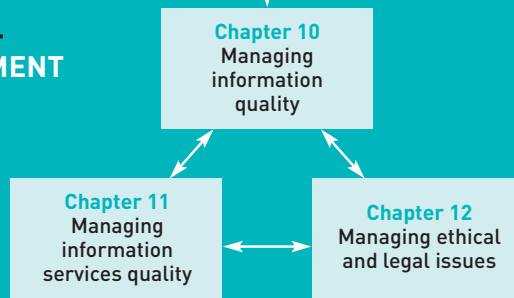 MENT
Chapter 10
Managing
information
quality
Chapter 11
Managing
information
services quality
Chapter 12
Managing ethical
and legal issues